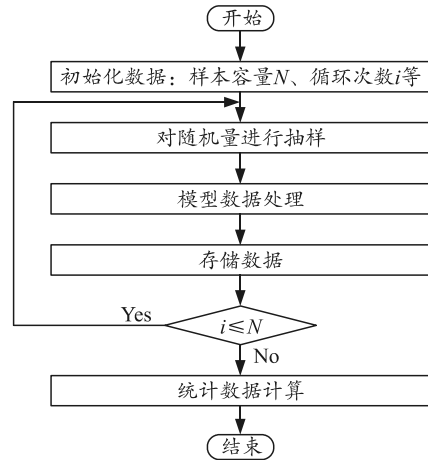 开始
初始化数据：样本容量N、循环次数i等
对随机量进行抽样
模型数据处理
存储数据
Yes
i≤N
No
统计数据计算
结束